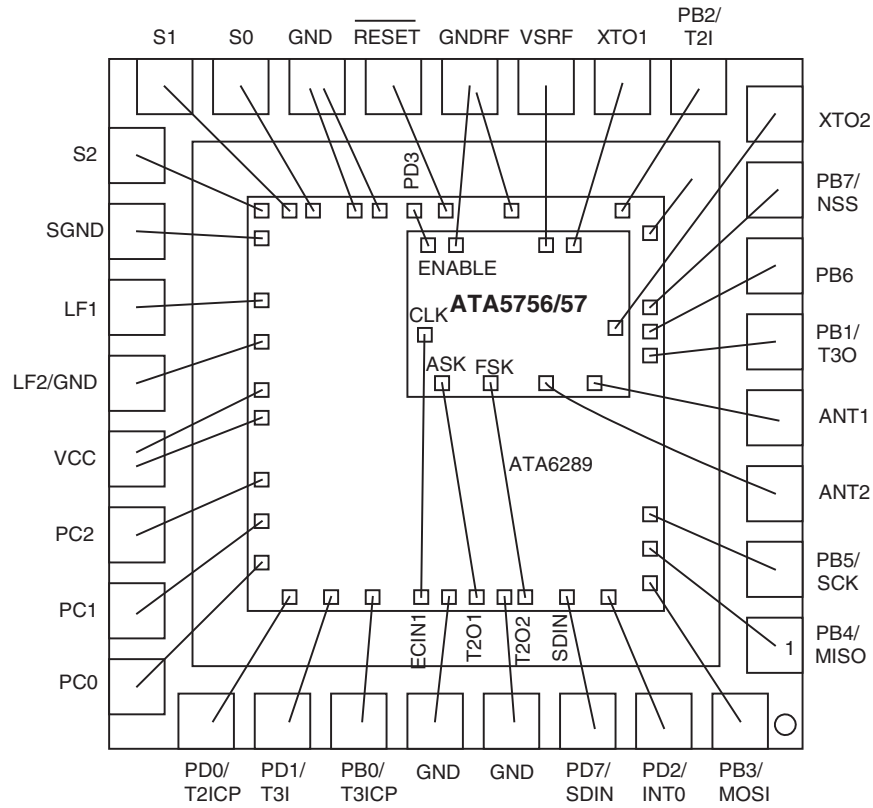 S1
S0
GND
RESET
GNDRF
VSRF
XTO1
PB2/
T2I
XTO2
S2
PD3
PB7/
NSS
SGND
ENABLE
PB6
LF1
ATA5756/57
CLK
PB1/
T3O
LF2/GND
ASK
FSK
ANT1
VCC
ATA6289
ANT2
PC2
PB5/
SCK
PC1
ECIN1
T2O1
T2O2
SDIN
1
PB4/
MISO
PC0
PD0/
T2ICP
PD1/
T3I
PB0/
T3ICP
GND
GND
PD7/
SDIN
PD2/
INT0
PB3/
MOSI